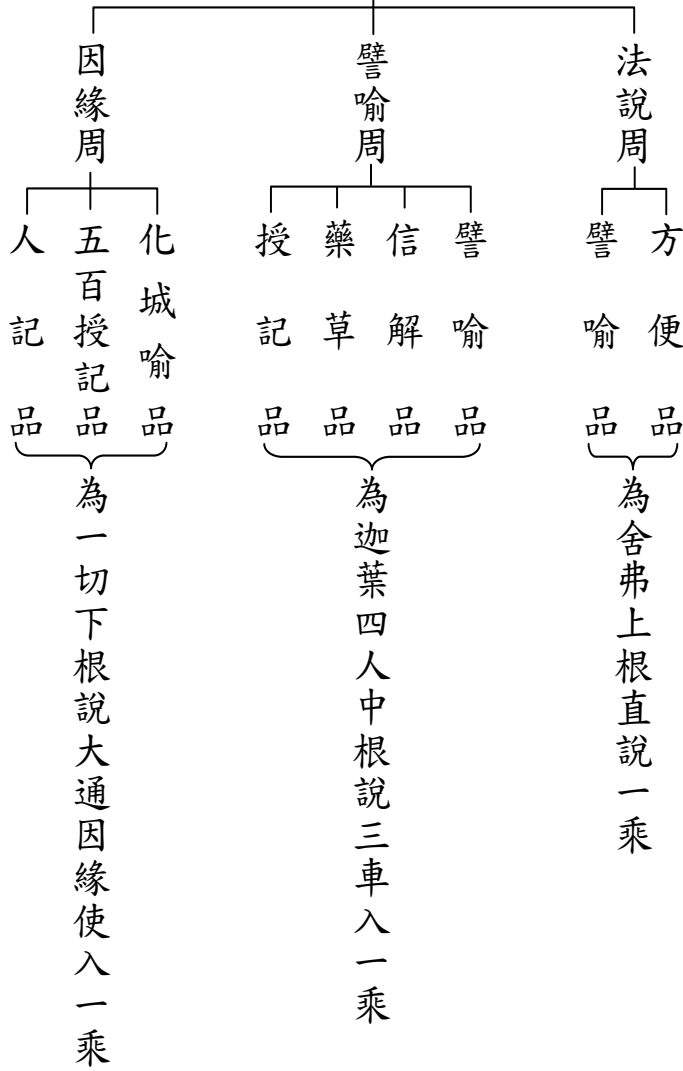 法說周
方便品
譬喻品
為舍弗上根直說一乘
譬喻周
譬喻品
信解品
藥草品
授記品
為迦葉四人中根說三車入一乘
因緣周
化城喻品
五百授記品
人記品
為一切下根說大通因緣使入一乘